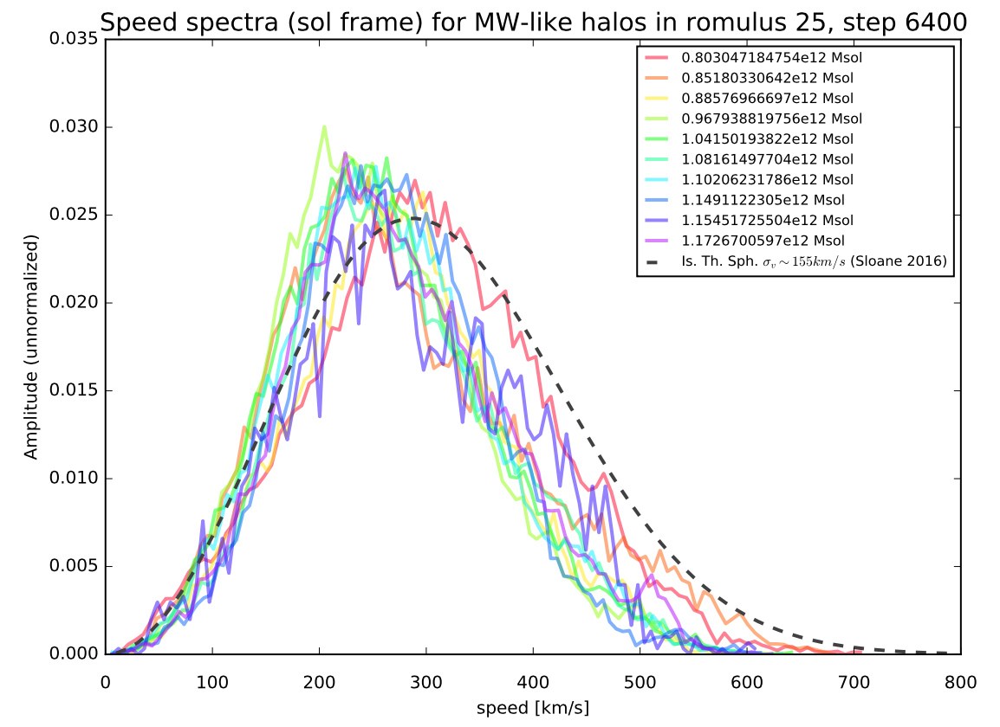 Speed spectra (sol frame) for MW-like halos in romulus 25, step 6400
0.035
0.030
0.025
0.020
0.015
0.010
0.005
0.000
Amplitude (unnormalized)
0.803047184754e12 Msol
0.85180330642e12 Msol
0.88576966697e12 Msol
0.967938819756e12 Msol
1.04150193822e12 Msol
1.08161497704e12 Msol
1.10206231786e12 Msol
1.1491122305e12 Msol
1.15451725504e12 Msol
1.1726700597e12 Msol
Is. Th. Sph. σᵥ ~ 155km/s (Sloane 2016)
0 100 200 300 400 500 600 700 800
speed [km/s]